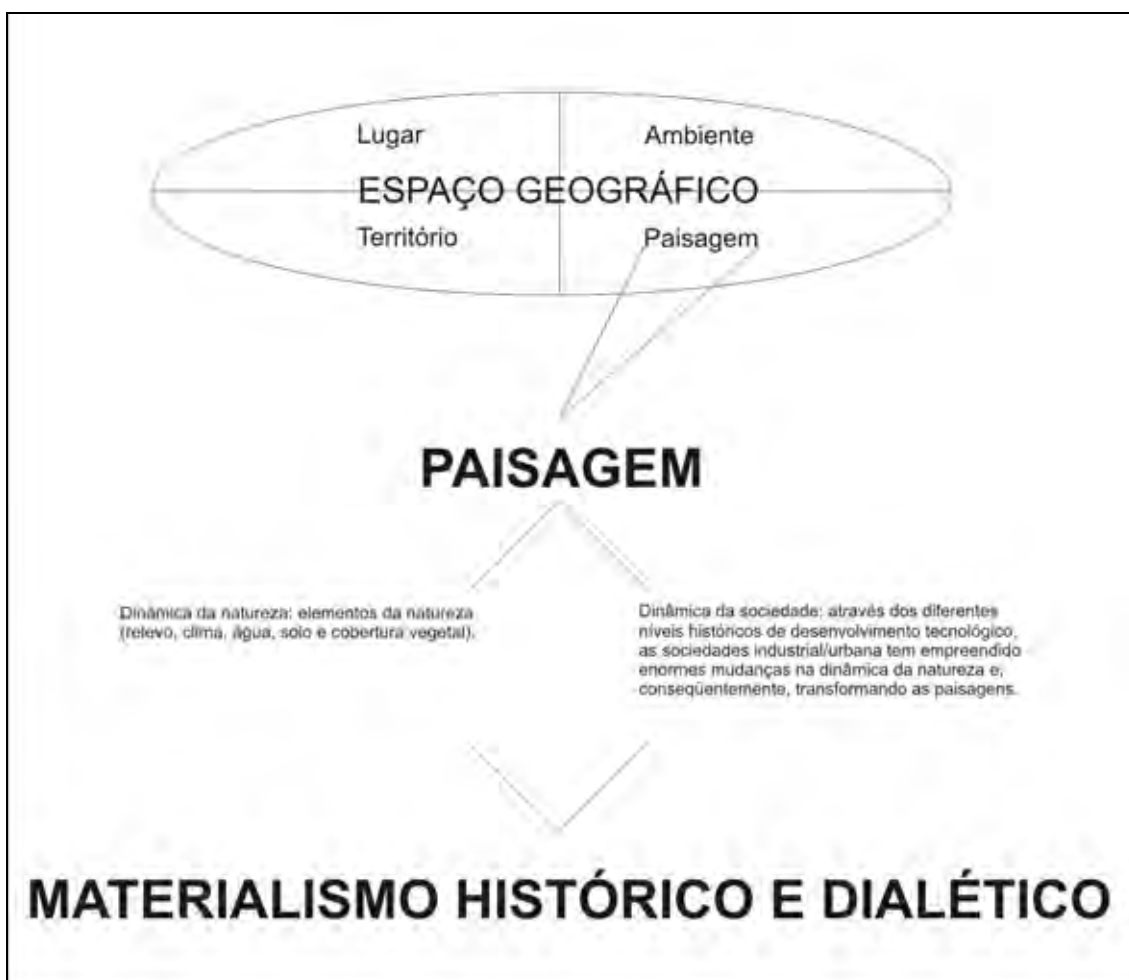 Lugar
Ambiente
ESPAÇO GEOGRÁFICO
Território
Paisagem
PAISAGEM
Dinâmica da natureza: elementos da natureza
(relevo, clima, água, solo e cobertura vegetal).
Dinâmica da sociedade: através dos diferentes
níveis históricos de desenvolvimento tecnológico,
as sociedades industrial/urbana tem empreendido
enormes mudanças na dinâmica da natureza e,
conseqüentemente, transformando as paisagens.
MATERIALISMO HISTÓRICO E DIALÉTICO